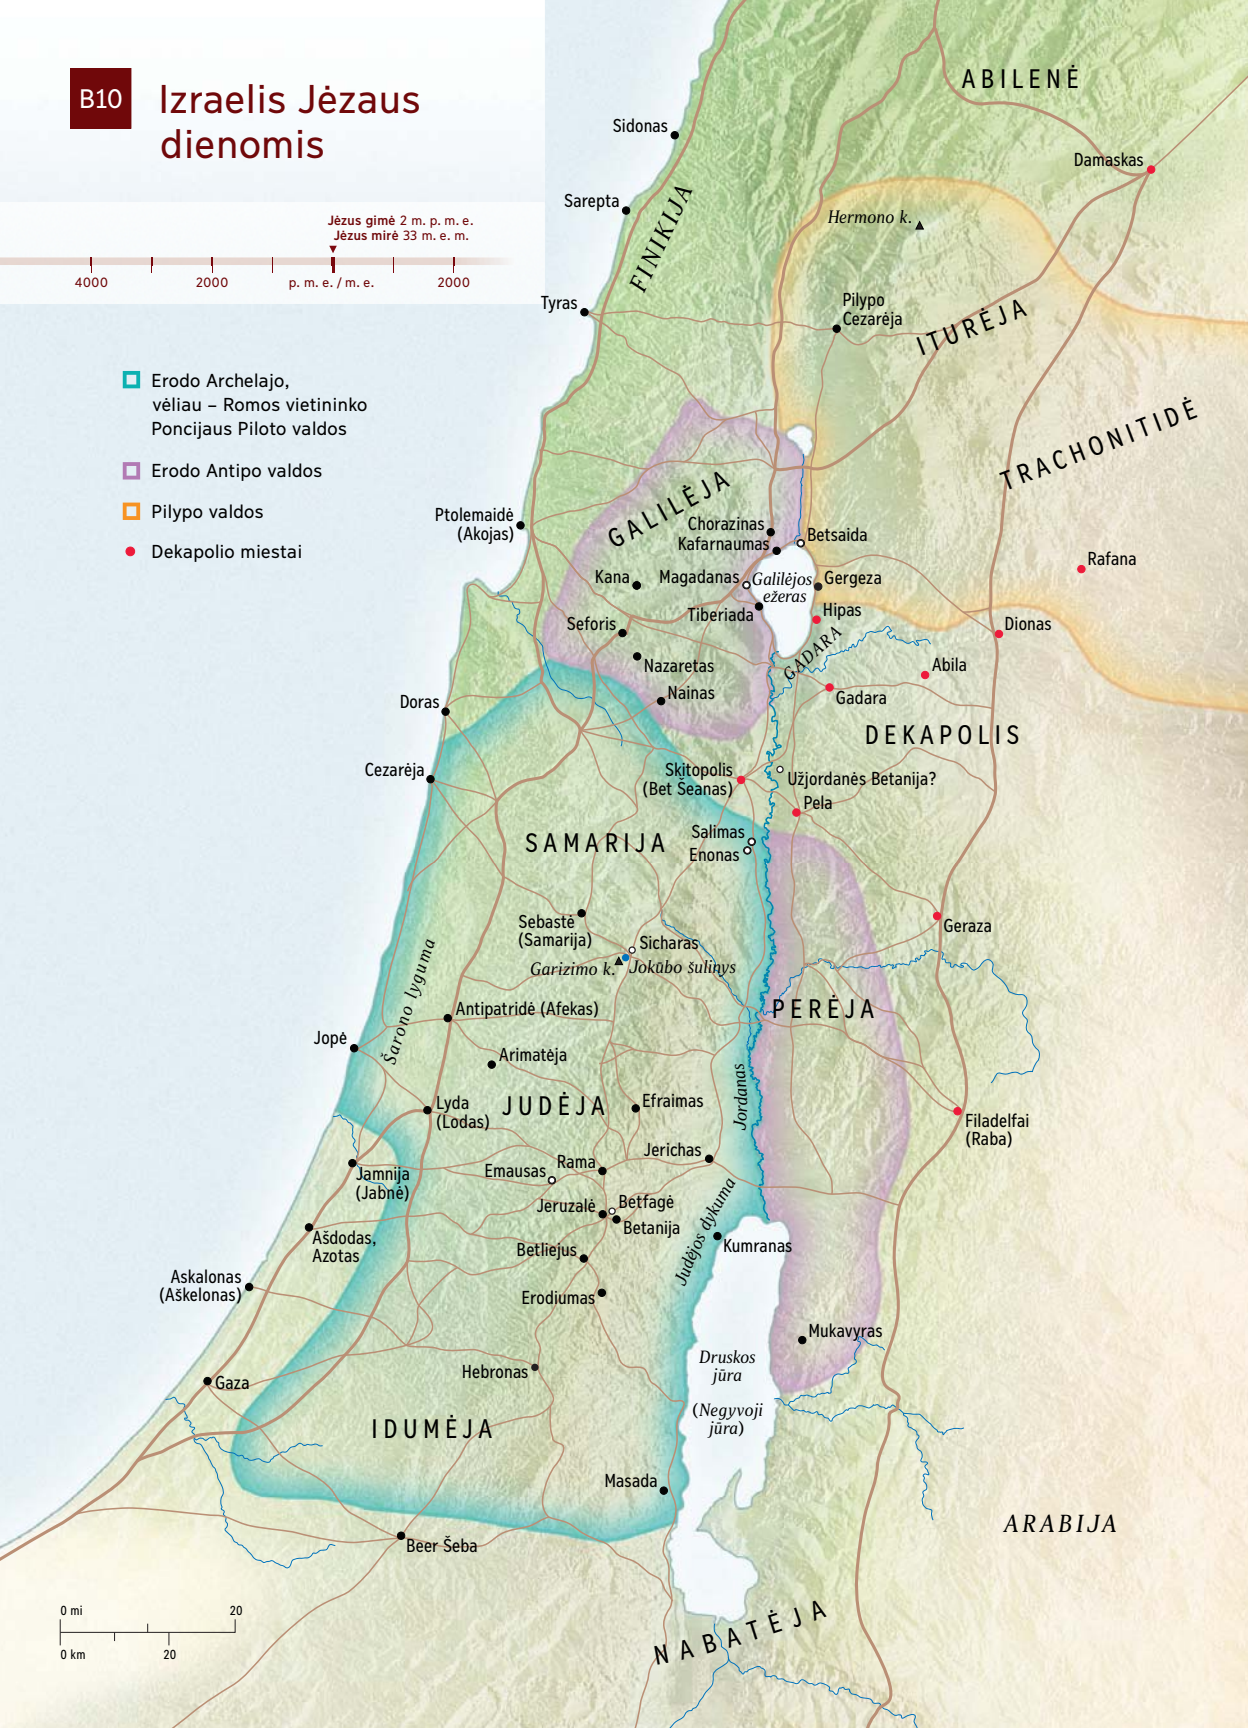 B10
Izraelis Jėzaus
dienomis
Jėzus gimė 2 m. p. m. e.
Jėzus mirė 33 m. e. m.
4000
2000
p. m. e. / m. e.
2000
Erodo Archelajo,
vėliau – Romos vietininko
Poncijaus Piloto valdos
Erodo Antipo valdos
Pilypo valdos
Dekapolio miestai
ABILENĖ
Sidonas
Damaskas
Sarepta
FINIKIJA
Hermono k.
Tyras
Pilypo
Cezarėja
ITURĖJA
TRACHONITIDĖ
GALILĖJA
Ptolemaidė
(Akojas)
Chorazinas
Kafarnaumas
Betsaida
Rafana
Kana
Magadanas
Galilėjos
ežeras
Gergeza
Tiberiada
Hipas
Seforis
Dionas
GADARA
Nazaretas
Abila
Nainas
Gadara
Doras
DEKAPOLIS
Cezarėja
Skitopolis
(Bet Šeanas)
Užjordanės Betanija?
Pela
SAMARIJA
Salimas
Enonas
Sebastė
(Samarija)
Geraza
Sicharas
Garizimo k.
Jokūbo šulinys
Šarono lyguma
Antipatridė (Afekas)
PERĖJA
Jopė
Arimatėja
Jordanas
Lyda
(Lodas)
JUDĖJA
Efraimas
Filadelfai
(Raba)
Jerichas
Jamnija
(Jabnė)
Emausas
Rama
Jeruzalė
Betfagė
Betanija
Judėjos dykuma
Ašdodas,
Azotas
Betliejus
Kumranas
Askalonas
(Aškelonas)
Erodiumas
Mukavyras
Druskos
jūra
(Negyvoji
jūra)
Hebronas
Gaza
IDUMĖJA
Masada
ARABIJA
Beer Šeba
NABATĖJA
0 mi
20
0 km
20